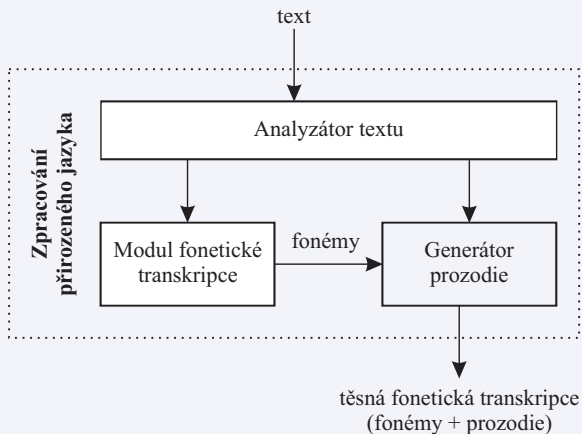 text
Analyzátor textu
Zpracování
přirozeného jazyka
Modul fonetické
transkripce
fonémy
Generátor
prozodie
těsná fonetická transkripce
(fonémy + prozodie)